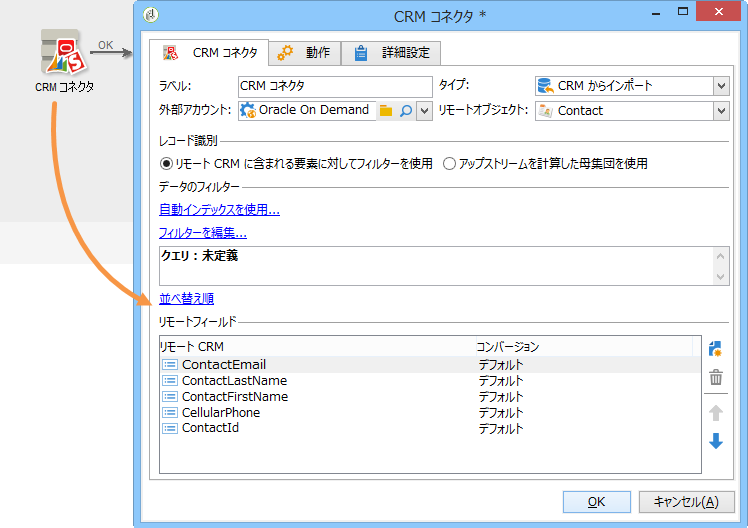 CRM コネクタ *
OK
CRM コネクタ
CRM コネクタ 動作 詳細設定
ラベル: CRM コネクタ タイプ: CRM からインポート
外部アカウント: Oracle On Demand リモートオブジェクト: Contact
レコード識別
リモート CRM に含まれる要素に対してフィルターを使用 アップストリームを計算した母集団を使用
データのフィルター
自動インデックスを使用...
フィルターを編集...
クエリ : 未定義
並べ替え順
リモートフィールド
リモート CRM コンバージョン
ContactEmail デフォルト
ContactLastName デフォルト
ContactFirstName デフォルト
CellularPhone デフォルト
ContactId デフォルト
OK キャンセル(A)